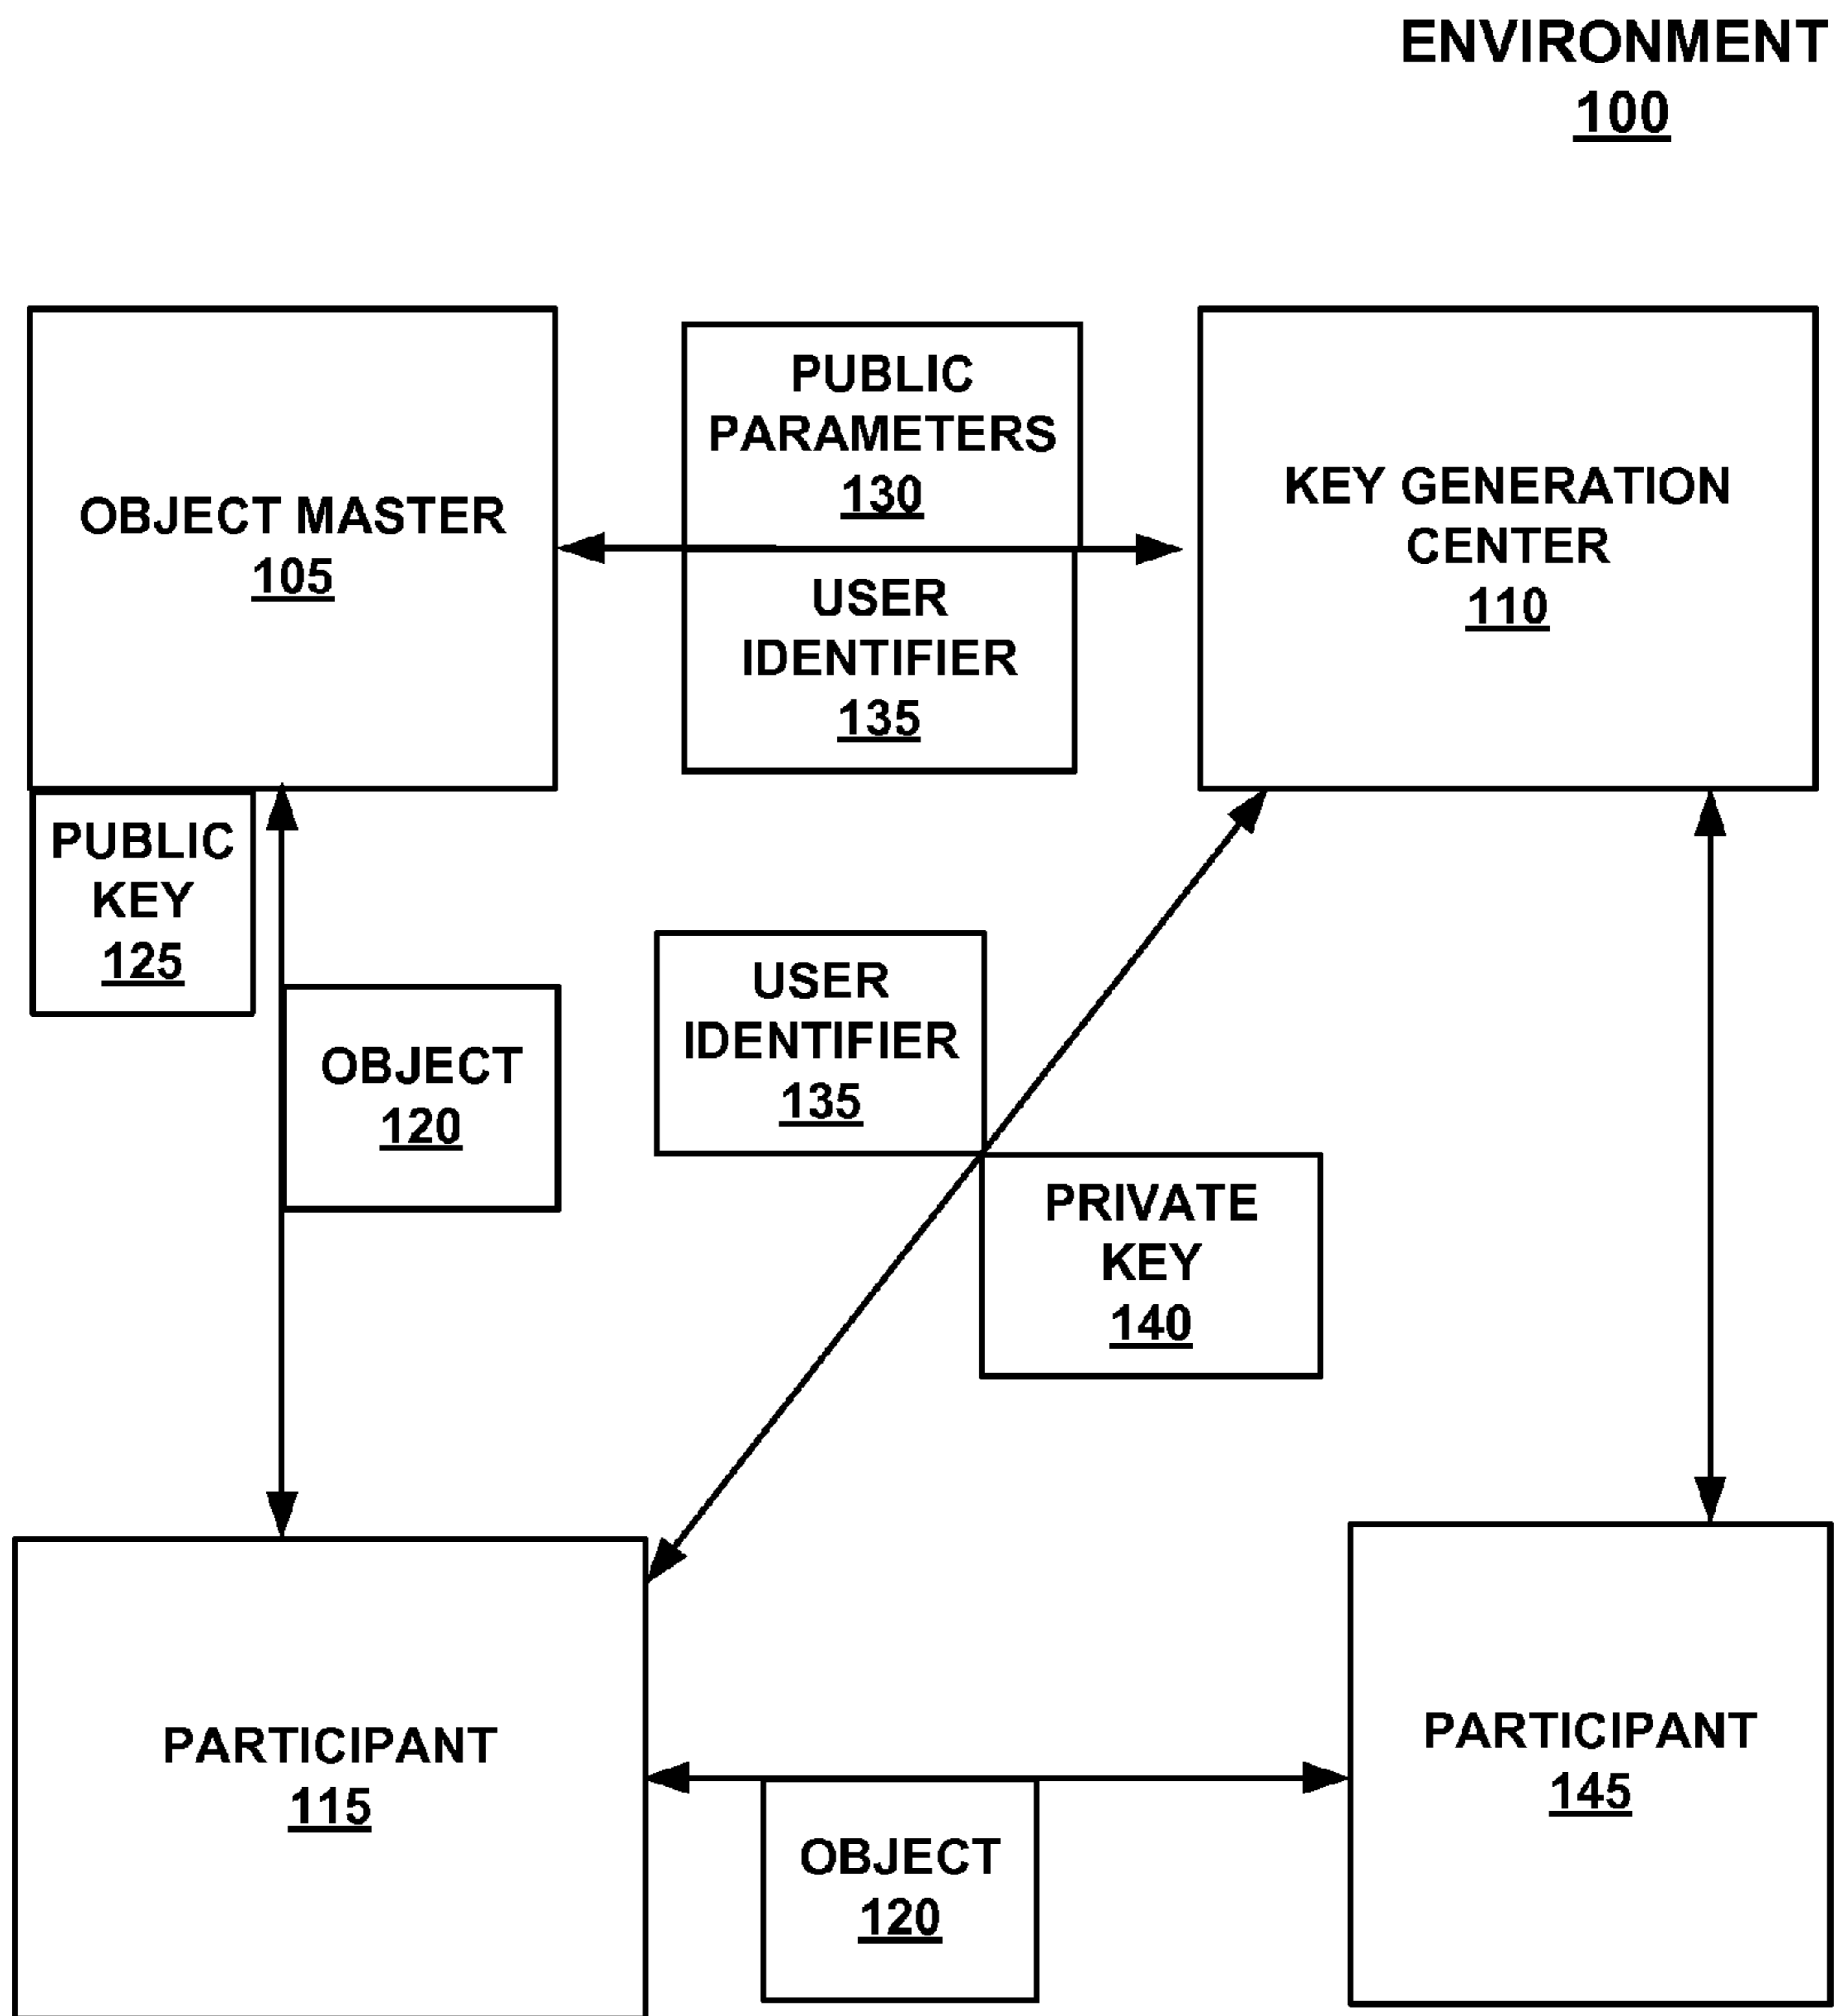 ENVIRONMENT
100
PUBLIC
PARAMETERS
130
OBJECT MASTER
105
KEY GENERATION
CENTER
110
USER
IDENTIFIER
135
PUBLIC
KEY
125
OBJECT
120
USER
IDENTIFIER
135
PRIVATE
KEY
140
PARTICIPANT
115
PARTICIPANT
145
OBJECT
120